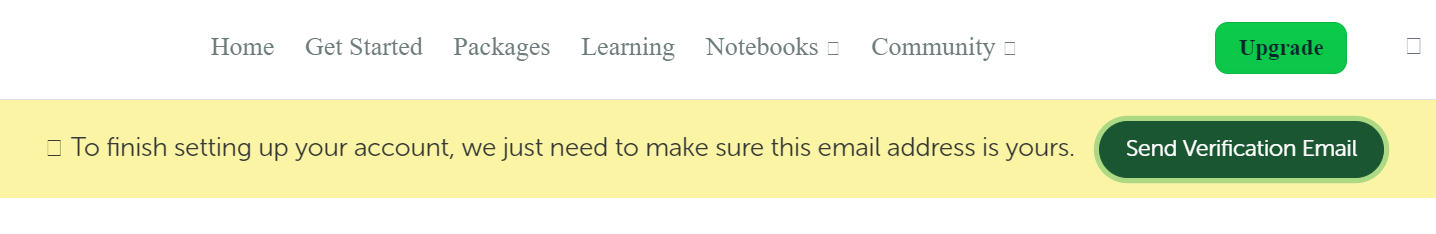 Home Get Started Packages Learning Notebooks Community Upgrade
To finish setting up your account, we just need to make sure this email address is yours. Send Verification Email